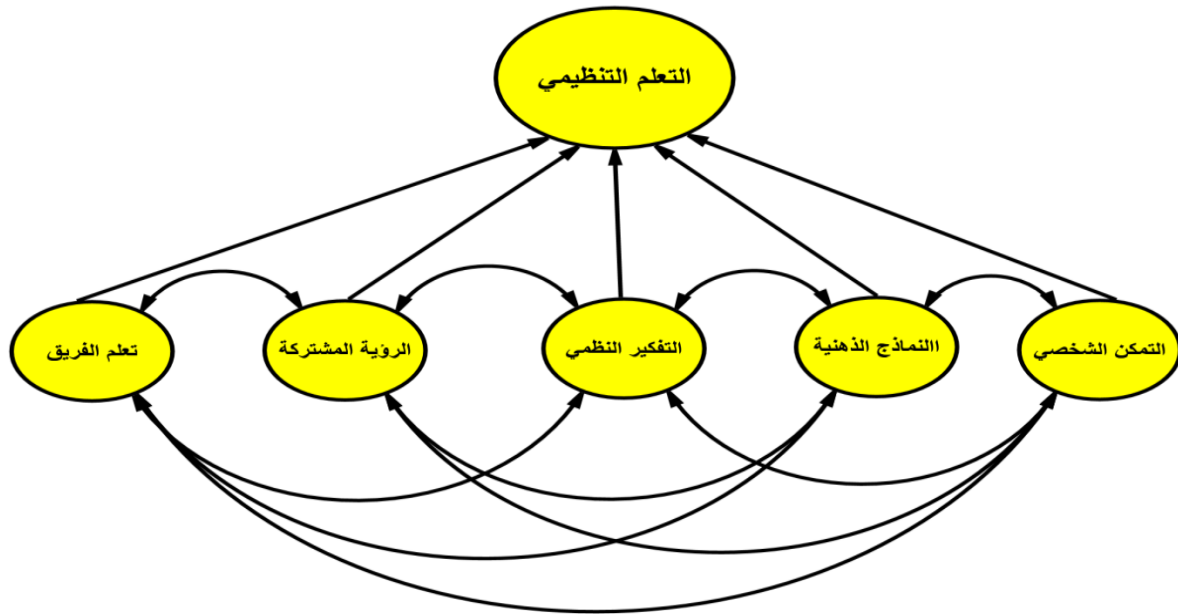 التعلم التنظيمي
التمكن الشخصي
االنماذج الذهنية
التفكير النظمي
الرؤية المشتركة
تعلم الفريق